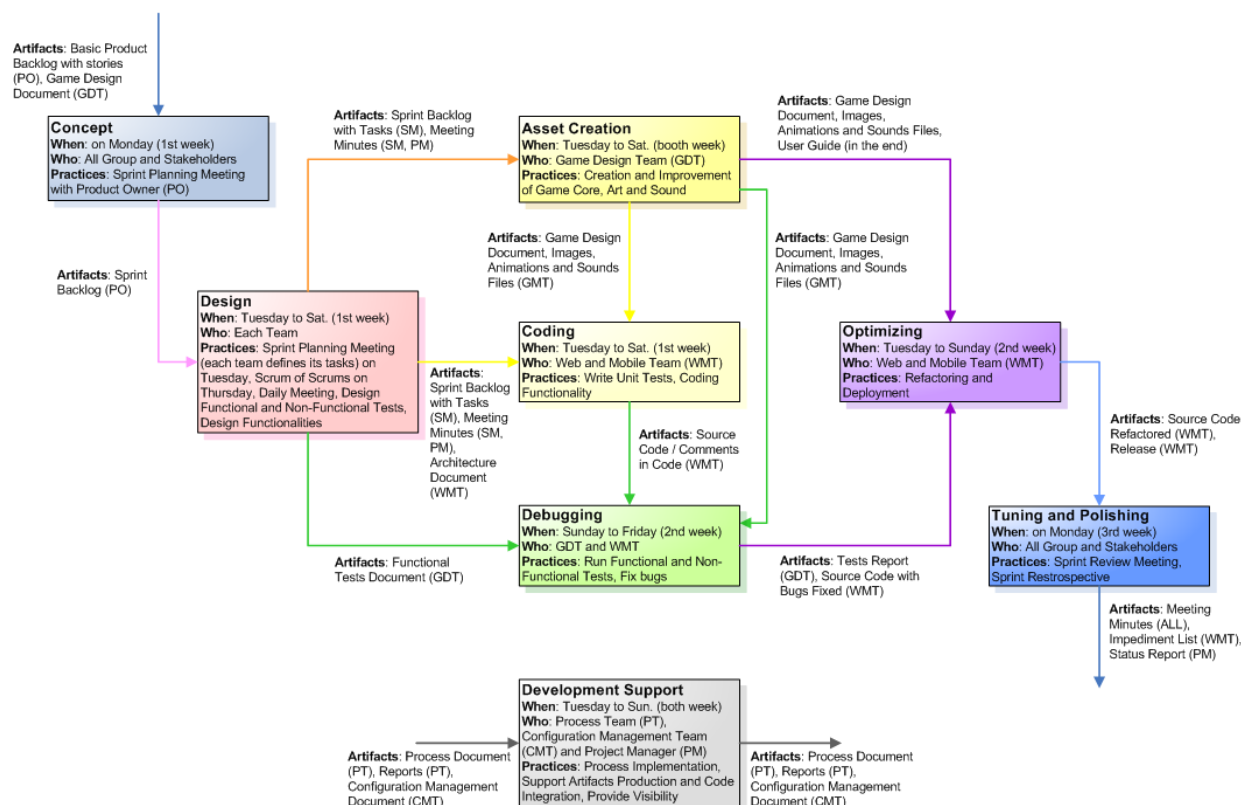 Artifacts: Basic Product
Backlog with stories
(PO), Game Design
Document (GDT)
Concept
When: on Monday (1st week)
Who: All Group and Stakeholders
Practices: Sprint Planning Meeting
with Product Owner (PO)
Artifacts: Sprint
Backlog (PO)
Design
When: Tuesday to Sat. (1st week)
Who: Each Team
Practices: Sprint Planning Meeting
(each team defines its tasks) on
Tuesday, Scrum of Scrums on
Thursday, Daily Meeting, Design
Functional and Non-Functional Tests,
Design Functionalities
Artifacts: Sprint Backlog
with Tasks (SM), Meeting
Minutes (SM, PM)
Asset Creation
When: Tuesday to Sat. (booth week)
Who: Game Design Team (GDT)
Practices: Creation and Improvement
of Game Core, Art and Sound
Artifacts: Game Design
Document, Images,
Animations and Sounds Files,
User Guide (in the end)
Artifacts: Game Design
Document, Images,
Animations and Sounds
Files (GMT)
Artifacts: Game Design
Document, Images,
Animations and Sounds
Files (GMT)
Artifacts:
Sprint Backlog
with Tasks
(SM), Meeting
Minutes (SM,
PM),
Architecture
Document
(WMT)
Coding
When: Tuesday to Sat. (1st week)
Who: Web and Mobile Team (WMT)
Practices: Write Unit Tests, Coding
Functionality
Optimizing
When: Tuesday to Sunday (2nd week)
Who: Web and Mobile Team (WMT)
Practices: Refactoring and
Deployment
Artifacts: Source
Code / Comments
in Code (WMT)
Artifacts: Source Code
Refactored (WMT),
Release (WMT)
Artifacts: Functional
Tests Document (GDT)
Debugging
When: Sunday to Friday (2nd week)
Who: GDT and WMT
Practices: Run Functional and Non-
Functional Tests, Fix bugs
Artifacts: Tests Report
(GDT), Source Code with
Bugs Fixed (WMT)
Tuning and Polishing
When: on Monday (3rd week)
Who: All Group and Stakeholders
Practices: Sprint Review Meeting,
Sprint Restrospective
Artifacts: Meeting
Minutes (ALL),
Impediment List (WMT),
Status Report (PM)
Artifacts: Process Document
(PT), Reports (PT),
Configuration Management
Document (CMT)
Development Support
When: Tuesday to Sun. (both week)
Who: Process Team (PT),
Configuration Management Team
(CMT) and Project Manager (PM)
Practices: Process Implementation,
Support Artifacts Production and Code
Integration, Provide Visibility
Artifacts: Process Document
(PT), Reports (PT),
Configuration Management
Document (CMT)